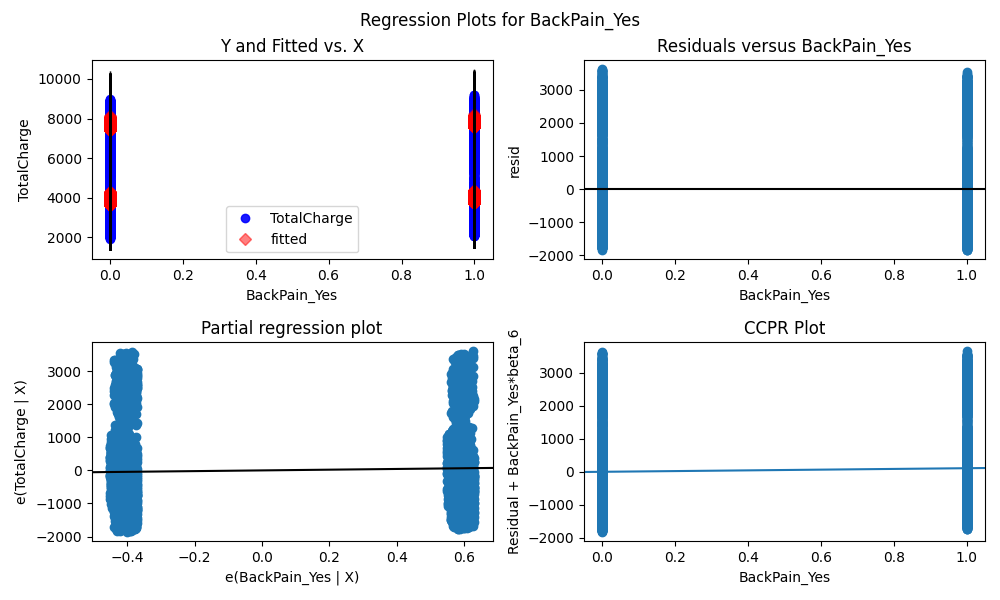 Regression Plots for BackPain_Yes
Y and Fitted vs. X
TotalCharge
10000
8000
6000
4000
2000
TotalCharge
fitted
0.0 0.2 0.4 0.6 0.8 1.0
BackPain_Yes
Residuals versus BackPain_Yes
resid
3000
2000
1000
0
−1000
−2000
0.0 0.2 0.4 0.6 0.8 1.0
BackPain_Yes
Partial regression plot
e(TotalCharge | X)
3000
2000
1000
0
−1000
−2000
−0.4 −0.2 0.0 0.2 0.4 0.6
e(BackPain_Yes | X)
CCPR Plot
Residual + BackPain_Yes*beta_6
3000
2000
1000
0
−1000
−2000
0.0 0.2 0.4 0.6 0.8 1.0
BackPain_Yes